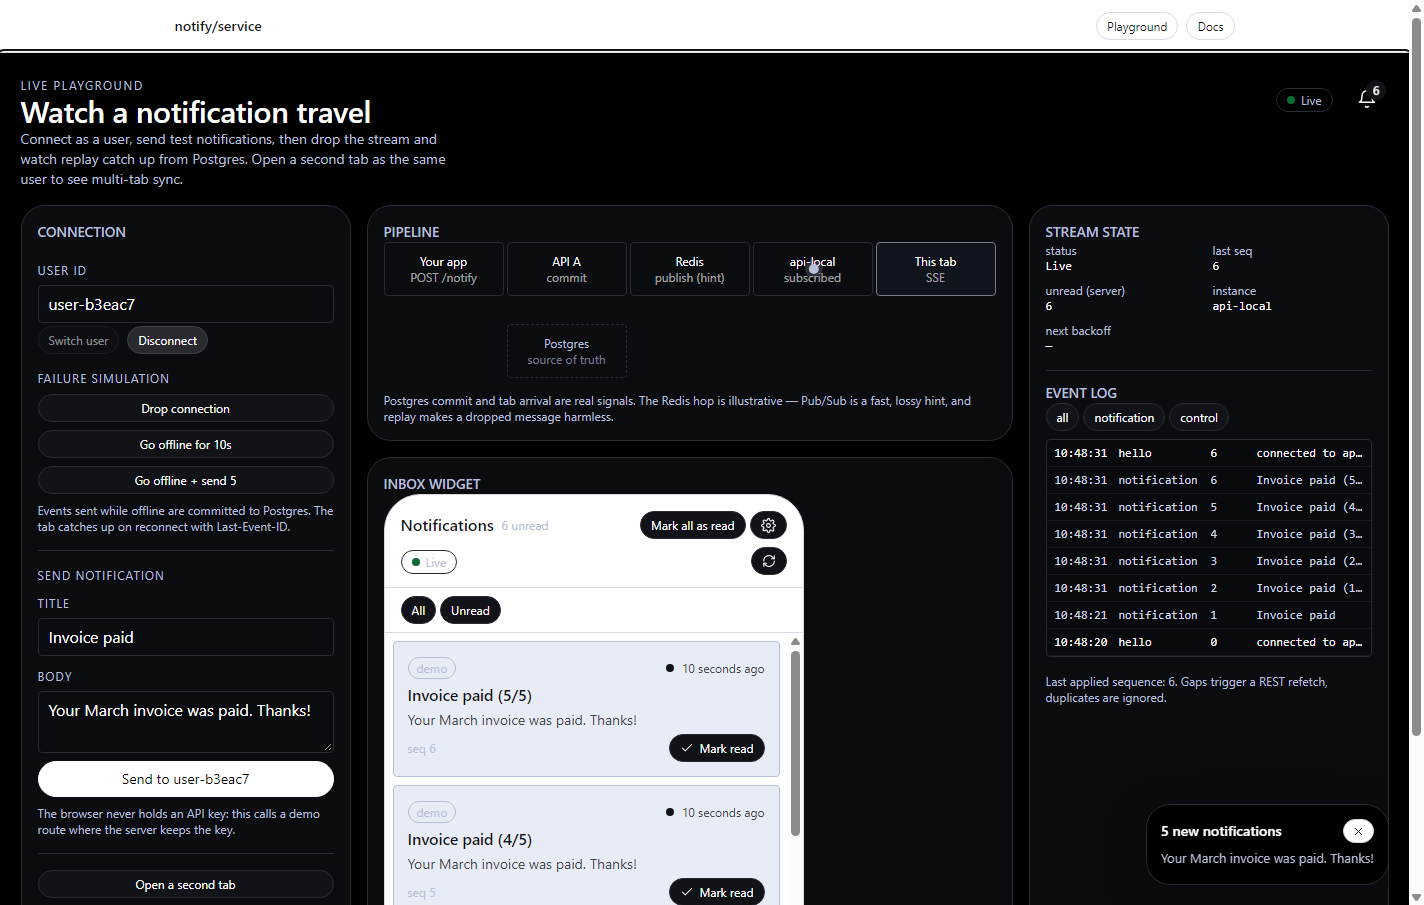 notify/service
Playground
Docs
LIVE PLAYGROUND
Watch a notification travel
Connect as a user, send test notifications, then drop the stream and
watch replay catch up from Postgres. Open a second tab as the same
user to see multi-tab sync.
Live
6
CONNECTION
USER ID
user-b3eac7
Switch user
Disconnect
FAILURE SIMULATION
Drop connection
Go offline for 10s
Go offline + send 5
Events sent while offline are committed to Postgres. The
tab catches up on reconnect with Last-Event-ID.
SEND NOTIFICATION
TITLE
Invoice paid
BODY
Your March invoice was paid. Thanks!
Send to user-b3eac7
The browser never holds an API key: this calls a demo
route where the server keeps the key.
Open a second tab
PIPELINE
Your app
POST /notify
API A
commit
Redis
publish (hint)
api-local
subscribed
This tab
SSE
Postgres
source of truth
Postgres commit and tab arrival are real signals. The Redis hop is illustrative — Pub/Sub is a fast, lossy hint, and
replay makes a dropped message harmless.
INBOX WIDGET
Notifications 6 unread
Mark all as read
Live
All
Unread
demo
10 seconds ago
Invoice paid (5/5)
Your March invoice was paid. Thanks!
seq 6
Mark read
demo
10 seconds ago
Invoice paid (4/5)
Your March invoice was paid. Thanks!
seq 5
Mark read
STREAM STATE
status
Live
last seq
6
unread (server)
6
instance
api-local
next backoff
—
EVENT LOG
all
notification
control
10:48:31 hello 6 connected to ap…
10:48:31 notification 6 Invoice paid (5…
10:48:31 notification 5 Invoice paid (4…
10:48:31 notification 4 Invoice paid (3…
10:48:31 notification 3 Invoice paid (2…
10:48:31 notification 2 Invoice paid (1…
10:48:21 notification 1 Invoice paid
10:48:20 hello 0 connected to ap…
Last applied sequence: 6. Gaps trigger a REST refetch,
duplicates are ignored.
5 new notifications
Your March invoice was paid. Thanks!